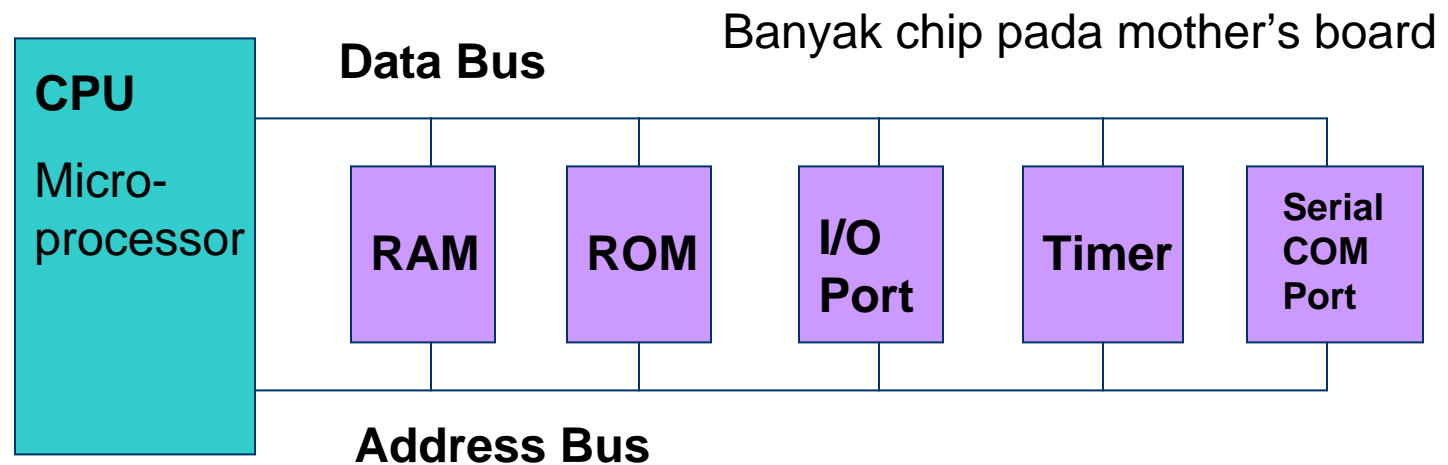 Banyak chip pada mother's board
Data Bus
CPU
Micro-
processor
RAM
ROM
I/O
Port
Timer
Serial
COM
Port
Address Bus